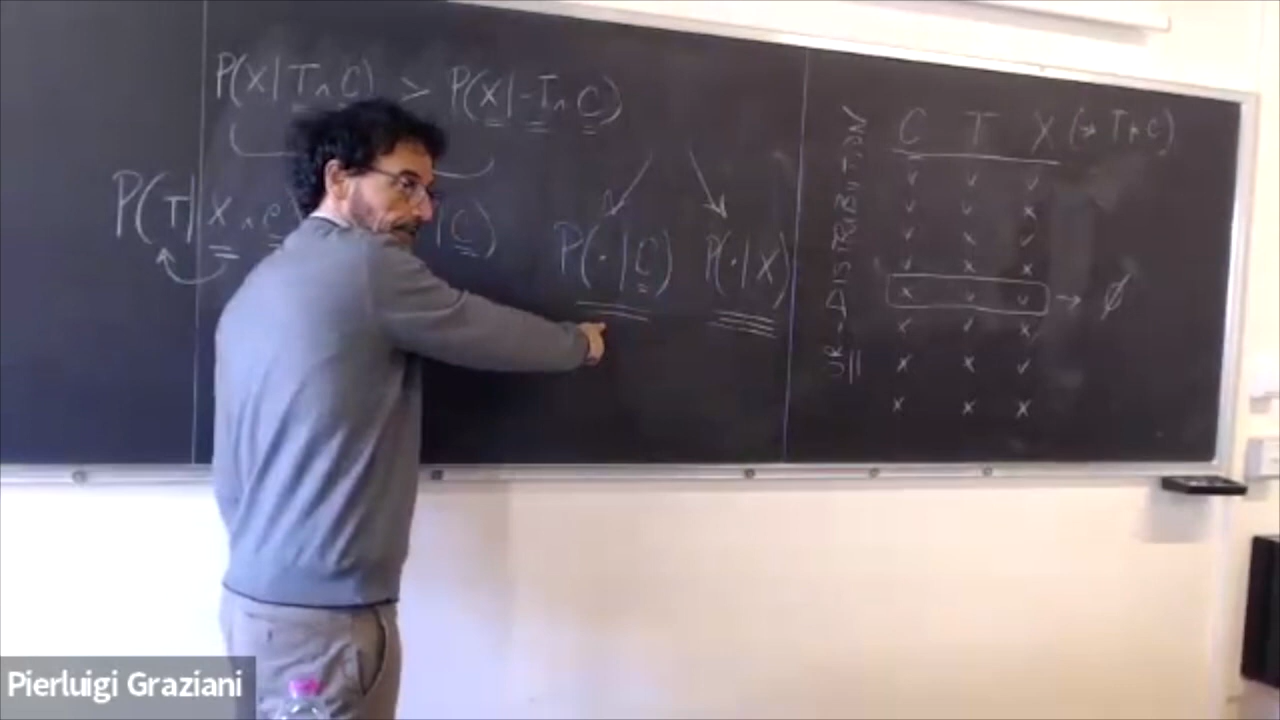 P(X|T∧C) > P(X|-T∧C)
P(T|X∧C) |C)
P(·|C) P(·|X)
UR-DISTRIBUTION
C T X (⇒ T∧C)
v v v
v v x
v x v
v x x
x v v → ∅
x v x
x x v
x x x
Pierluigi Graziani